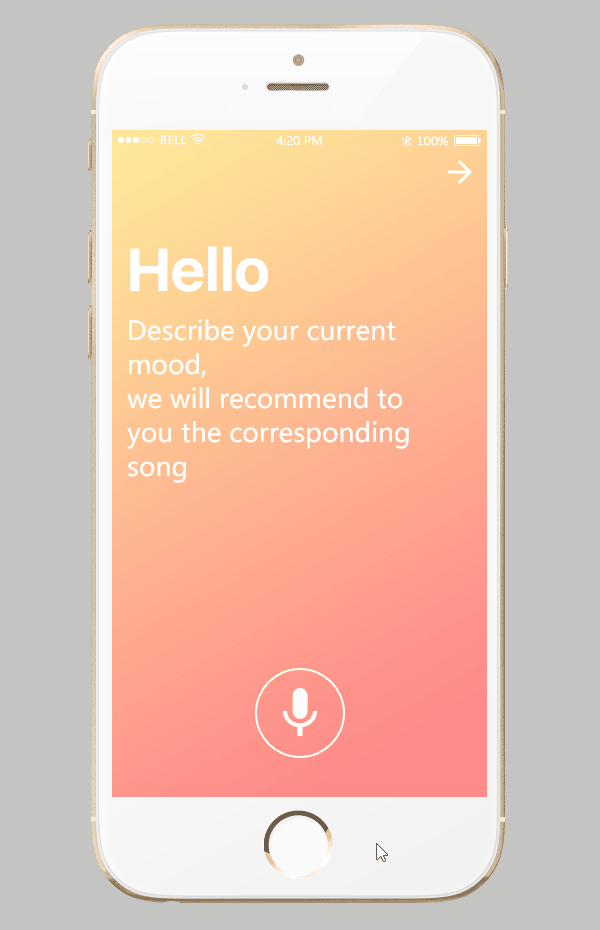 BELL 4:20 PM 100%
Hello
Describe your current
mood,
we will recommend to
you the corresponding
song